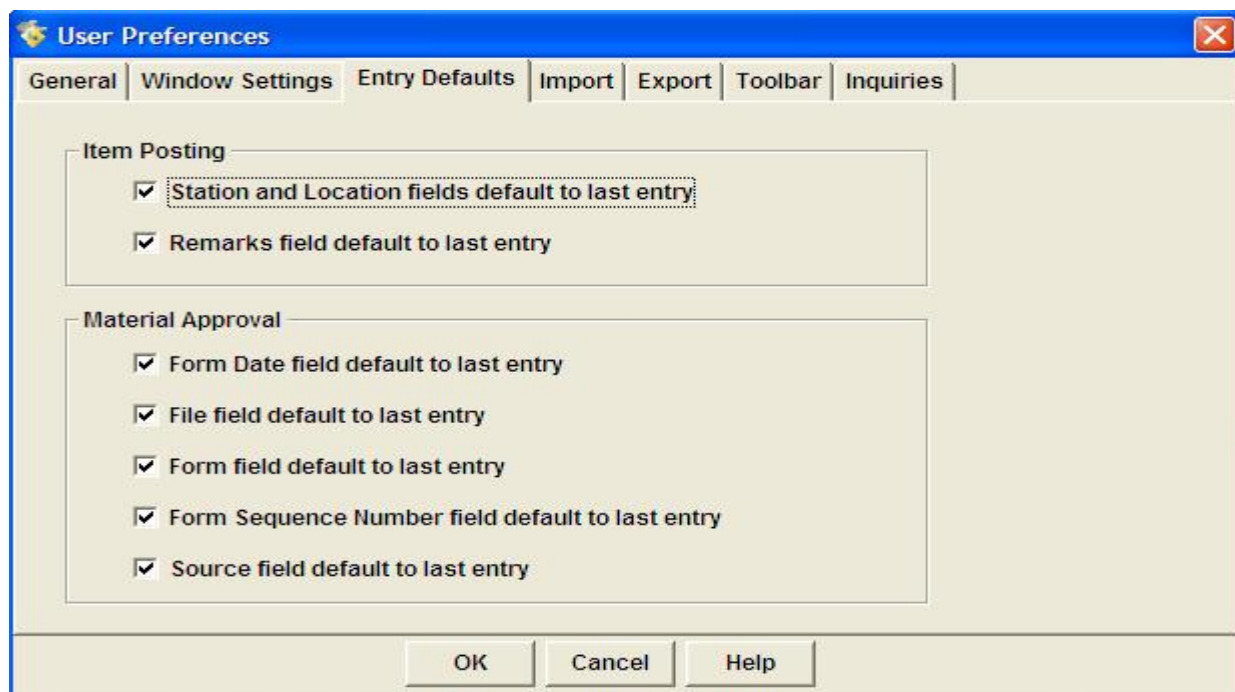 User Preferences
General Window Settings Entry Defaults Import Export Toolbar Inquiries
Item Posting
Station and Location fields default to last entry
Remarks field default to last entry
Material Approval
Form Date field default to last entry
File field default to last entry
Form field default to last entry
Form Sequence Number field default to last entry
Source field default to last entry
OK Cancel Help